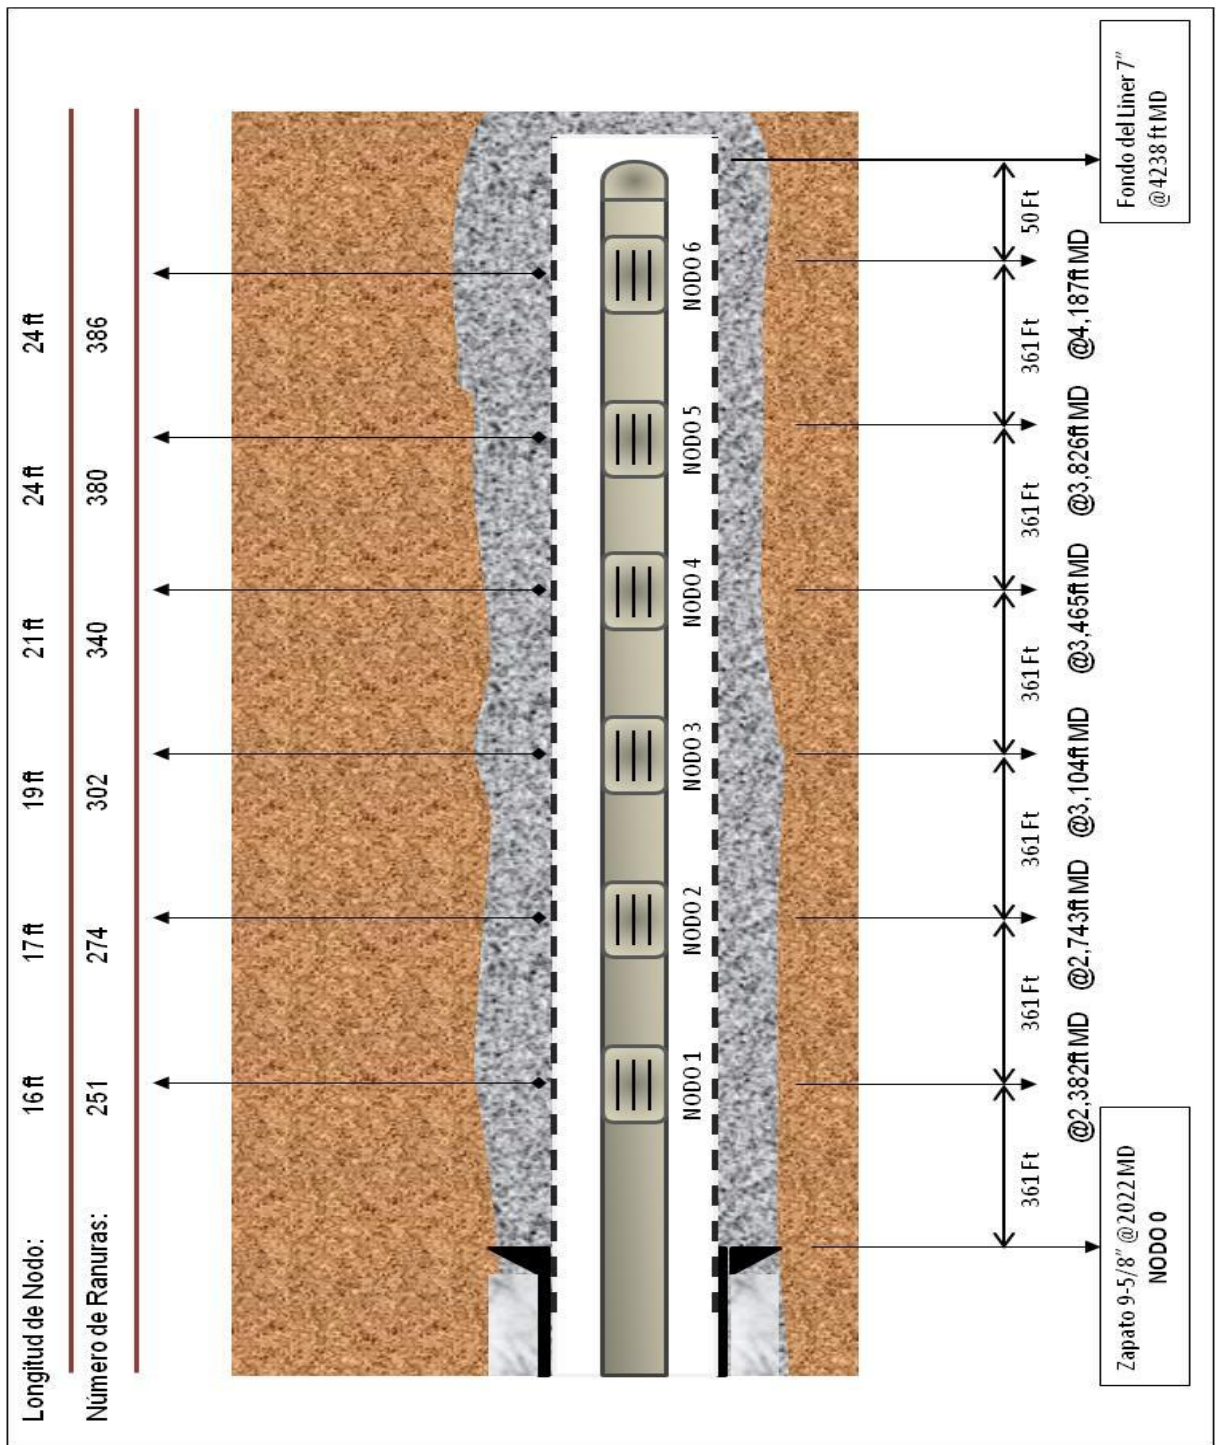 Longitud de Nodo: 16 ft 17 ft 19 ft 21 ft 24 ft 24 ft
Número de Ranuras: 251 274 302 340 380 386
NODO 1 NODO 2 NODO 3 NODO 4 NODO 5 NODO 6
361 Ft 361 Ft 361 Ft 361 Ft 361 Ft 361 Ft 50 Ft
@2,382ft MD @2,743ft MD @3,104ft MD @3,465ft MD @3,826ft MD @4,187ft MD
Zapato 9-5/8” @2022 MD
NODO 0
Fondo del Liner 7”
@ 4238 ft MD